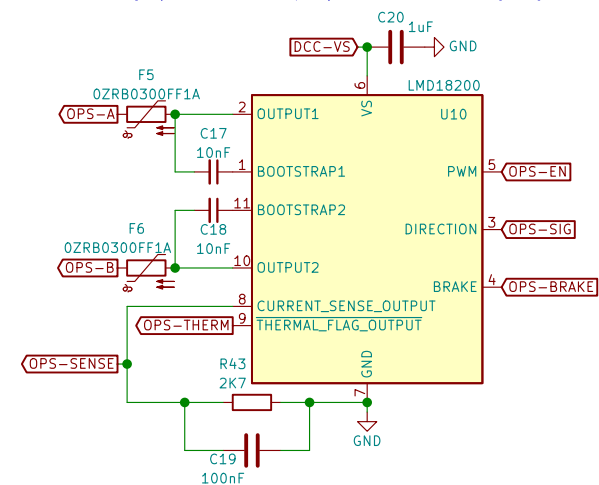 C20
1uF
DCC-VS
GND
LMD18200
F5
0ZRB0300FF1A
6
VS
U10
OPS-A
2
OUTPUT1
C17
10nF
1
BOOTSTRAP1
PWM
5
OPS-EN
11
BOOTSTRAP2
F6
C18
0ZRB0300FF1A
10nF
DIRECTION
3
OPS-SIG
OPS-B
10
OUTPUT2
BRAKE
4
OPS-BRAKE
8
CURRENT_SENSE_OUTPUT
OPS-THERM
9
THERMAL_FLAG_OUTPUT
OPS-SENSE
R43
2K7
GND
7
GND
C19
100nF